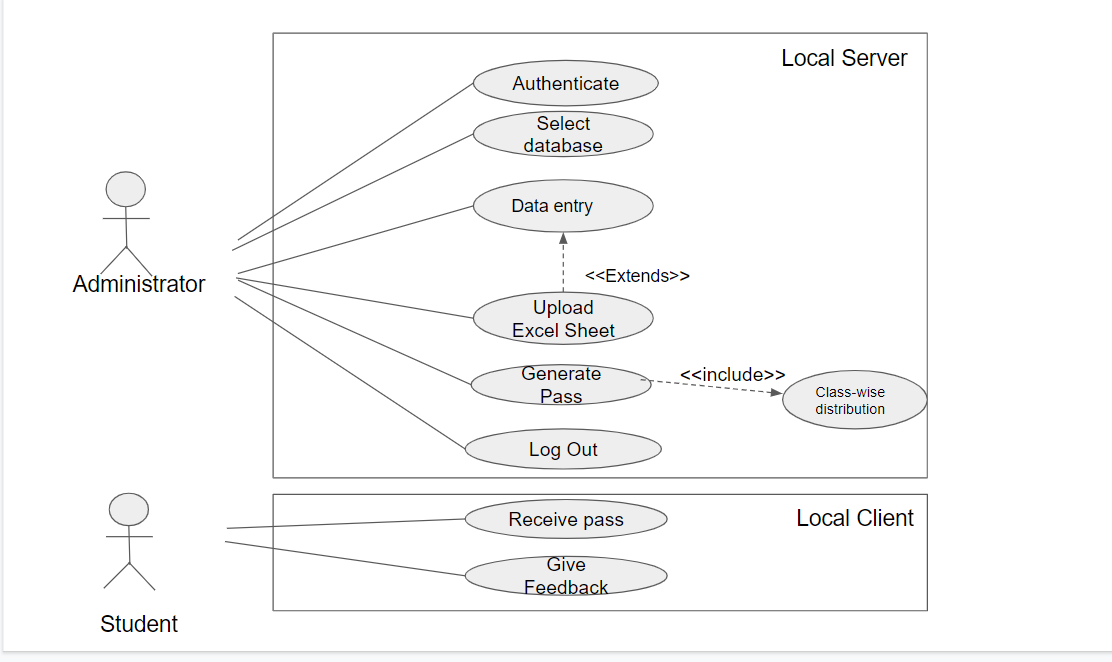 Local Server
Authenticate
Select
database
Data entry
<<Extends>>
Administrator
Upload
Excel Sheet
Generate
Pass
<<include>>
Class-wise
distribution
Log Out
Local Client
Receive pass
Give
Feedback
Student